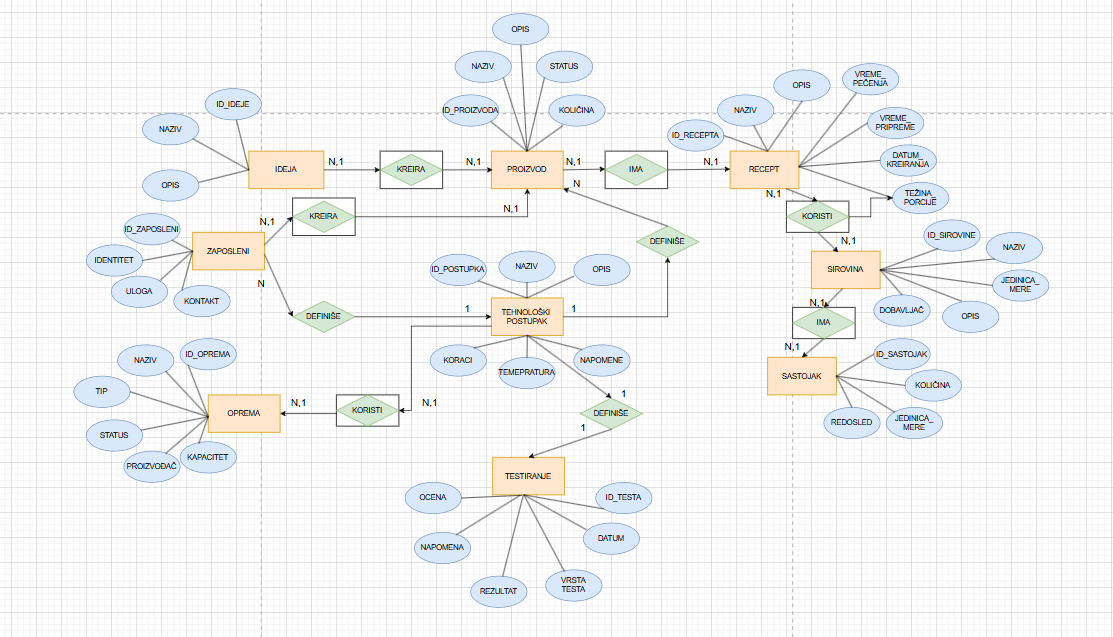 OPIS
NAZIV
STATUS
ID_PROIZVODA
KOLIČINA
PROIZVOD
ID_IDEJE
NAZIV
OPIS
IDEJA
N,1
KREIRA
N,1
N,1
IMA
N,1
OPIS
VREME_
PEČENJA
NAZIV
VREME_
PRIPREME
ID_RECEPTA
DATUM_
KREIRANJA
RECEPT
TEŽINA_
PORCIJE
N,1
KORISTI
N,1
N
N,1
KREIRA
N,1
ID_ZAPOSLENI
IDENTITET
ULOGA
KONTAKT
ZAPOSLENI
N
DEFINIŠE
1
DEFINIŠE
ID_POSTUPKA
NAZIV
OPIS
TEHNOLOŠKI
POSTUPAK
1
KORACI
TEMEPRATURA
NAPOMENE
ID_SIROVINE
NAZIV
SIROVINA
JEDINICA_
MERE
DOBAVLJAČ
OPIS
N,1
IMA
N,1
SASTOJAK
ID_SASTOJAK
KOLIČINA
REDOSLED
JEDINICA_
MERE
NAZIV
ID_OPREMA
TIP
STATUS
PROIZVOĐAČ
KAPACITET
OPREMA
N,1
KORISTI
N,1
1
DEFINIŠE
1
TESTIRANJE
OCENA
ID_TESTA
NAPOMENA
DATUM
REZULTAT
VRSTA
TESTA